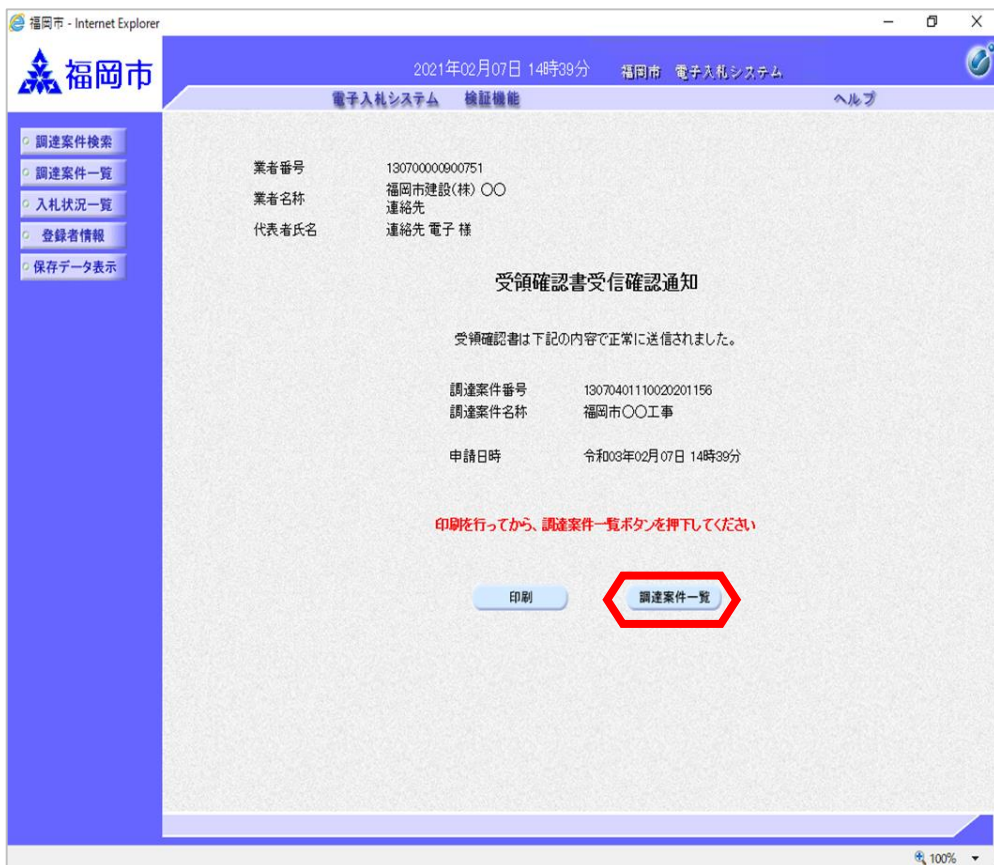 福岡市 - Internet Explorer
福岡市
2021年02月07日 14時39分 福岡市 電子入札システム
電子入札システム 検証機能 ヘルプ
調達案件検索
調達案件一覧
入札状況一覧
登録者情報
保存データ表示
業者番号 130700000900751
業者名称 福岡市建設(株) 〇〇
連絡先
代表者氏名 連絡先 電子 様
受領確認書受信確認通知
受領確認書は下記の内容で正常に送信されました。
調達案件番号 13070401110020201156
調達案件名称 福岡市〇〇工事
申請日時 令和03年02月07日 14時39分
印刷を行ってから、調達案件一覧ボタンを押下してください
印刷 調達案件一覧
100%